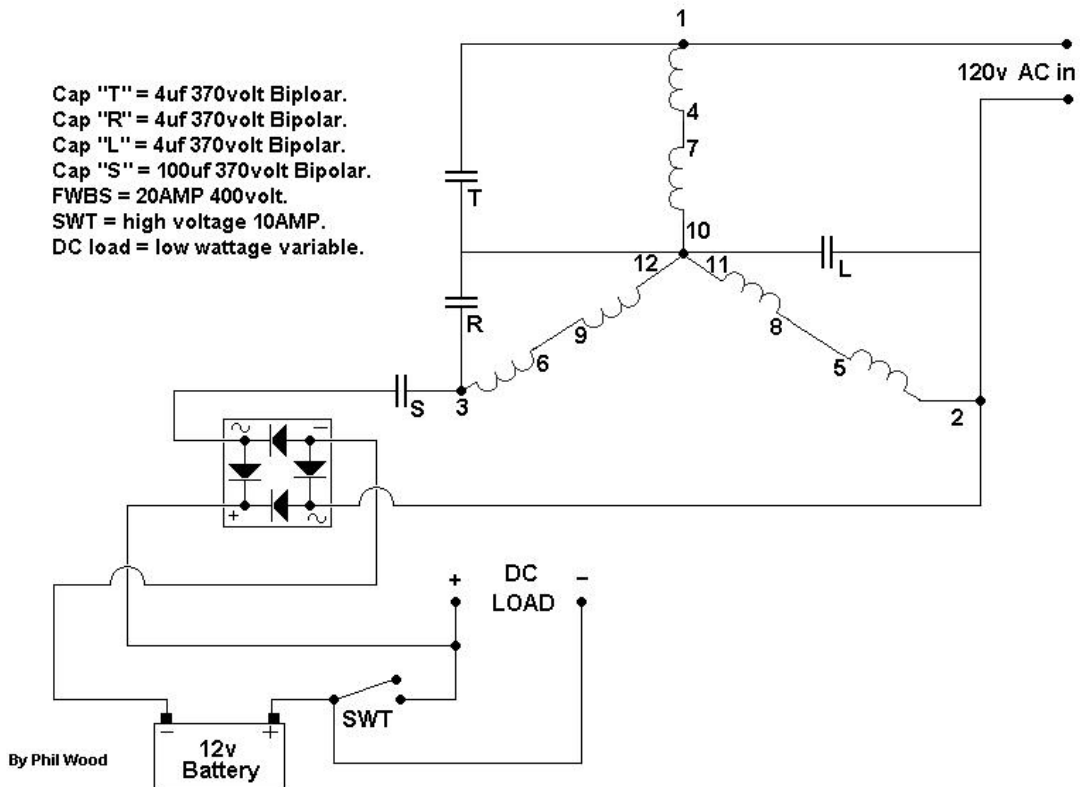 1
120v AC in
Cap "T" = 4uf 370volt Biploar.
Cap "R" = 4uf 370volt Bipolar.
Cap "L" = 4uf 370volt Bipolar.
Cap "S" = 100uf 370volt Bipolar.
FWBS = 20AMP 400volt.
SWT = high voltage 10AMP.
DC load = low wattage variable.
4
7
T
10
12
11
L
R
9
8
6
5
S
3
2
~
–
+
~
+
DC
LOAD
–
SWT
–
+
12v
Battery
By Phil Wood